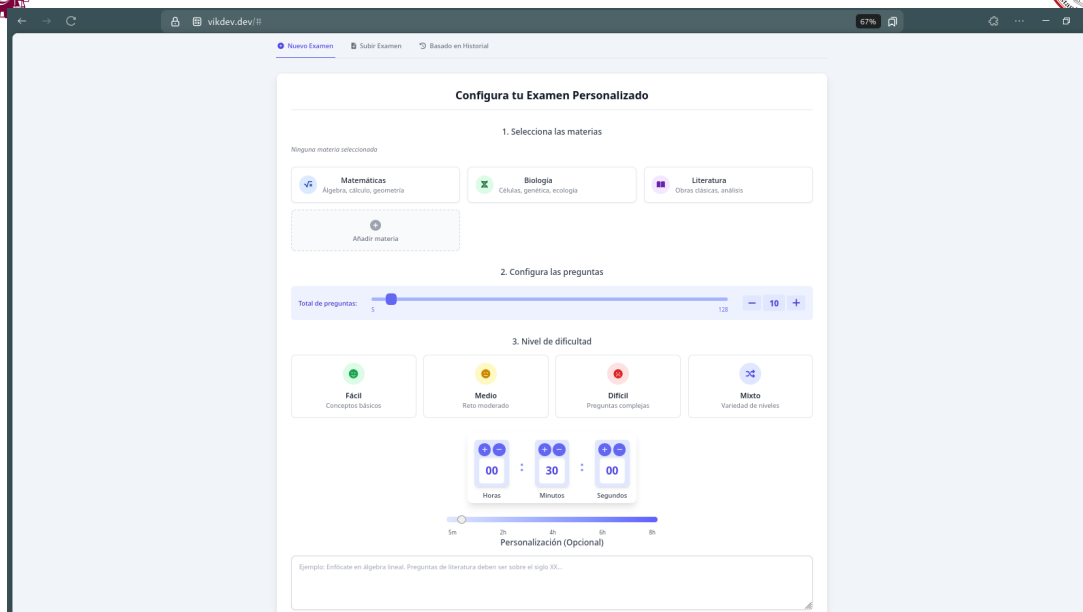 vikdev.dev/#
67%
Nuevo Examen
Subir Examen
Basado en Historial
Configura tu Examen Personalizado
1. Selecciona las materias
Ninguna materia seleccionada
Matemáticas
Álgebra, cálculo, geometría
Biología
Células, genética, ecología
Literatura
Obras clásicas, análisis
Añadir materia
2. Configura las preguntas
Total de preguntas:
5
128
10
3. Nivel de dificultad
Fácil
Conceptos básicos
Medio
Reto moderado
Difícil
Preguntas complejas
Mixto
Variedad de niveles
00 : 30 : 00
Horas
Minutos
Segundos
5m 2h 4h 6h 8h
Personalización (Opcional)
Ejemplo: Enfócate en álgebra lineal. Preguntas de literatura deben ser sobre el siglo XX...